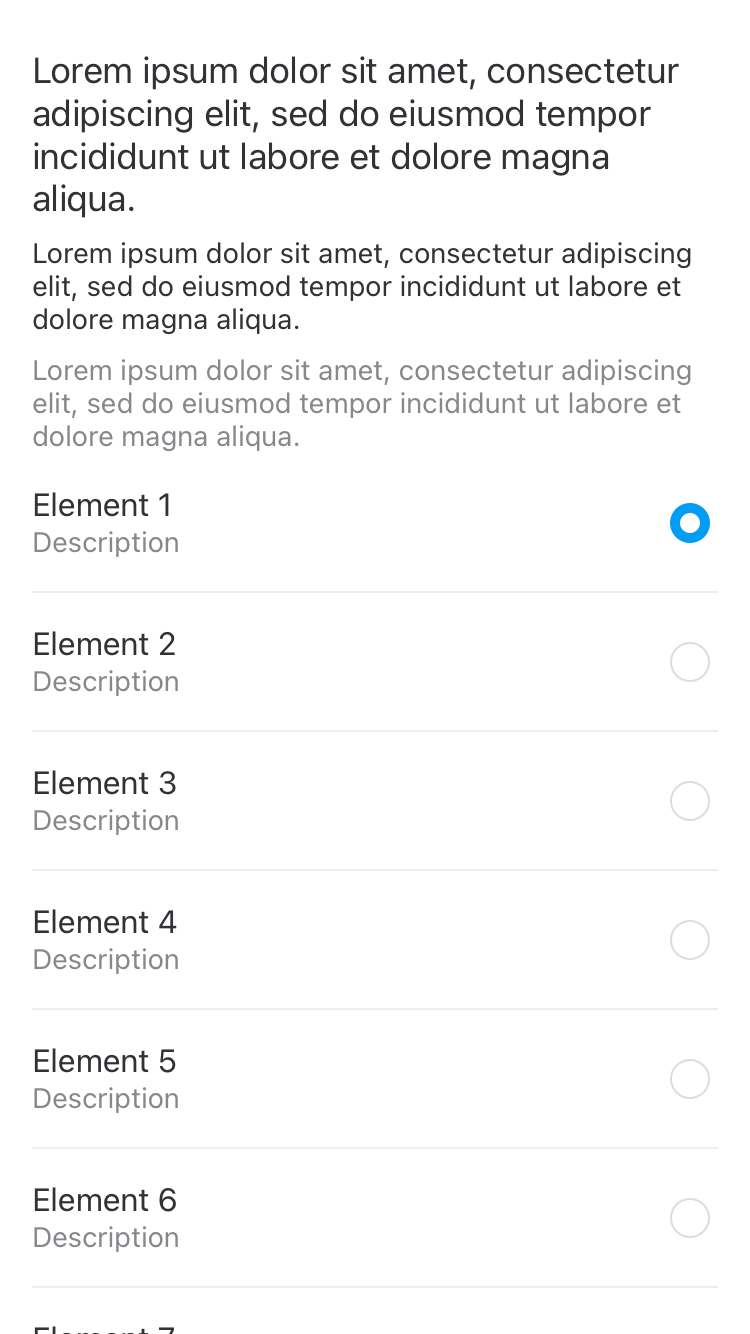 Lorem ipsum dolor sit amet, consectetur
adipiscing elit, sed do eiusmod tempor
incididunt ut labore et dolore magna
aliqua.
Lorem ipsum dolor sit amet, consectetur adipiscing
elit, sed do eiusmod tempor incididunt ut labore et
dolore magna aliqua.
Lorem ipsum dolor sit amet, consectetur adipiscing
elit, sed do eiusmod tempor incididunt ut labore et
dolore magna aliqua.
Element 1
Description
Element 2
Description
Element 3
Description
Element 4
Description
Element 5
Description
Element 6
Description
Element 7